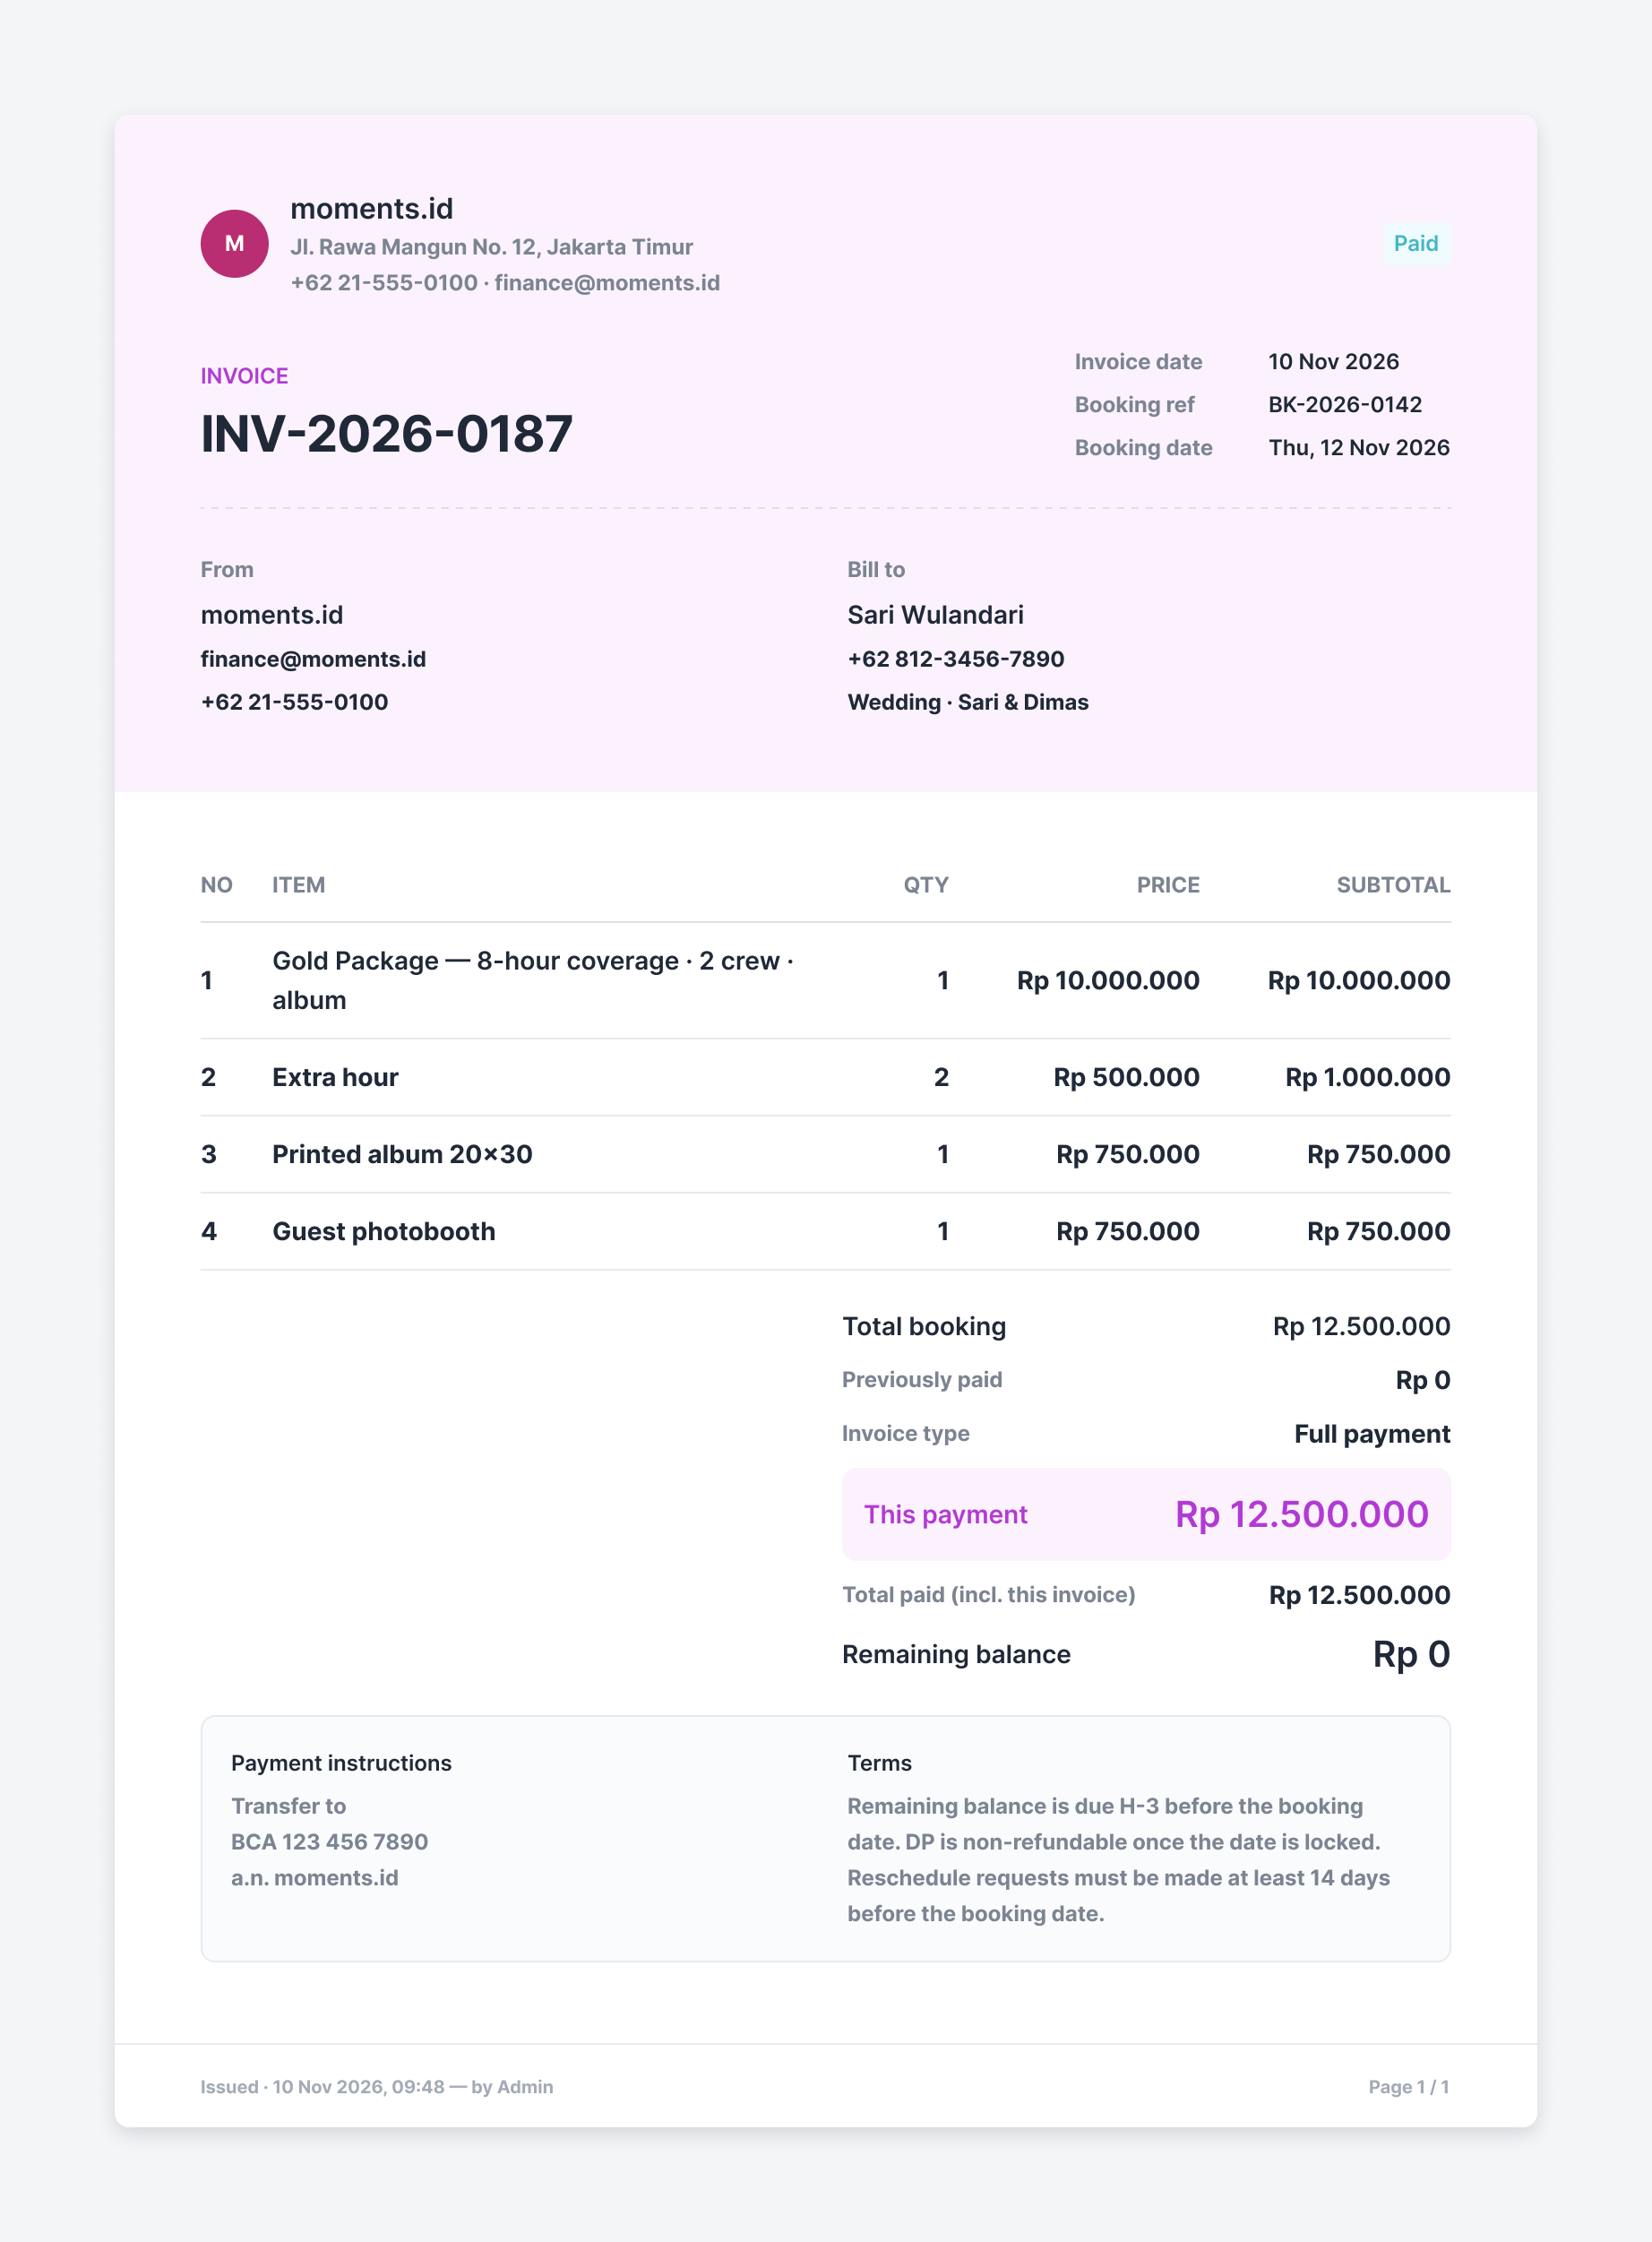 M
moments.id
Jl. Rawa Mangun No. 12, Jakarta Timur
+62 21-555-0100 · finance@moments.id
Paid
INVOICE
INV-2026-0187
Invoice date 10 Nov 2026
Booking ref BK-2026-0142
Booking date Thu, 12 Nov 2026
From
moments.id
finance@moments.id
+62 21-555-0100
Bill to
Sari Wulandari
+62 812-3456-7890
Wedding · Sari & Dimas
NO ITEM QTY PRICE SUBTOTAL
1 Gold Package — 8-hour coverage · 2 crew · 1 Rp 10.000.000 Rp 10.000.000
album
2 Extra hour 2 Rp 500.000 Rp 1.000.000
3 Printed album 20×30 1 Rp 750.000 Rp 750.000
4 Guest photobooth 1 Rp 750.000 Rp 750.000
Total booking Rp 12.500.000
Previously paid Rp 0
Invoice type Full payment
This payment Rp 12.500.000
Total paid (incl. this invoice) Rp 12.500.000
Remaining balance Rp 0
Payment instructions
Transfer to
BCA 123 456 7890
a.n. moments.id
Terms
Remaining balance is due H-3 before the booking
date. DP is non-refundable once the date is locked.
Reschedule requests must be made at least 14 days
before the booking date.
Issued · 10 Nov 2026, 09:48 — by Admin
Page 1 / 1